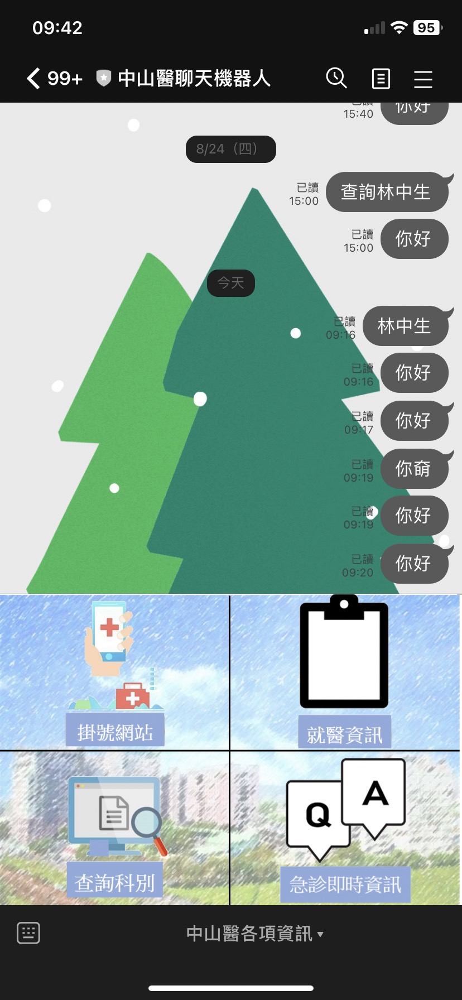 09:42
95
99+
中山醫聊天機器人
已讀
15:40
你好
8/24（四）
已讀
15:00
查詢林中生
已讀
15:00
你好
今天
已讀
09:16
林中生
已讀
09:16
你好
已讀
09:17
你好
已讀
09:19
你奟
已讀
09:19
你好
已讀
09:20
你好
掛號網站
就醫資訊
Q
A
查詢科別
急診即時資訊
中山醫各項資訊